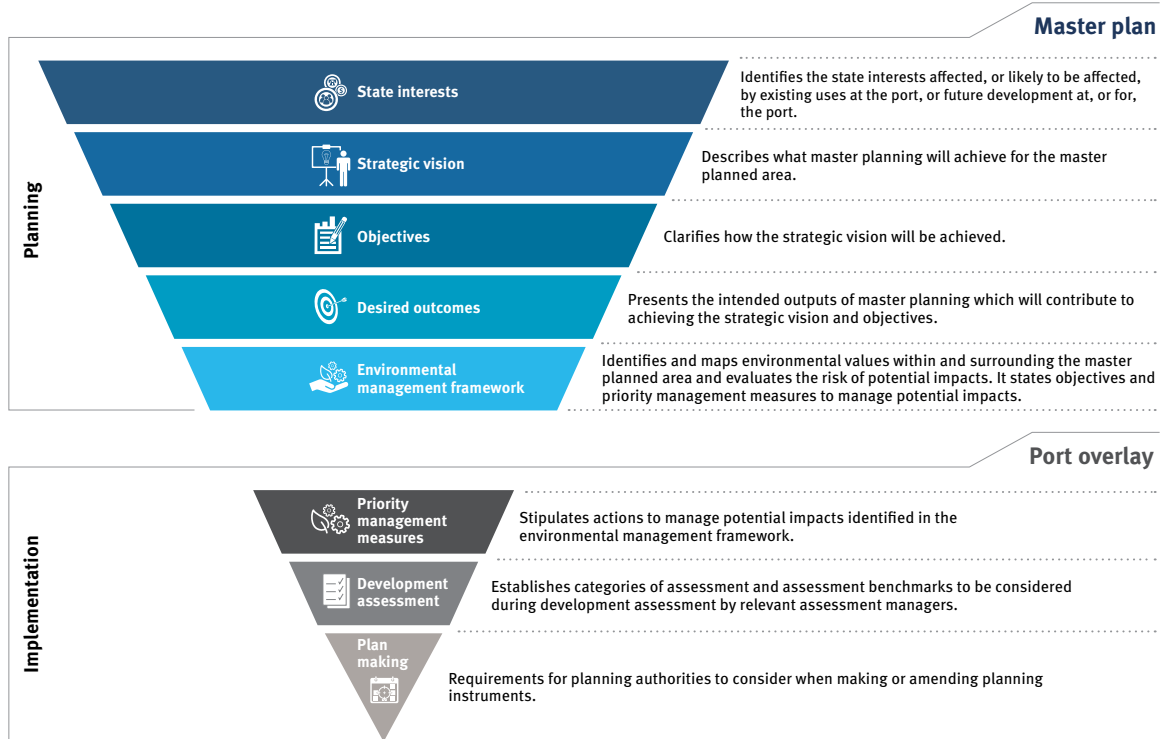 Master plan
Planning
State interests
Identifies the state interests affected, or likely to be affected,
by existing uses at the port, or future development at, or for,
the port.
Strategic vision
Describes what master planning will achieve for the master
planned area.
Objectives
Clarifies how the strategic vision will be achieved.
Desired outcomes
Presents the intended outputs of master planning which will contribute to
achieving the strategic vision and objectives.
Environmental
management framework
Identifies and maps environmental values within and surrounding the master
planned area and evaluates the risk of potential impacts. It states objectives and
priority management measures to manage potential impacts.
Port overlay
Implementation
Priority
management
measures
Stipulates actions to manage potential impacts identified in the
environmental management framework.
Development
assessment
Establishes categories of assessment and assessment benchmarks to be considered
during development assessment by relevant assessment managers.
Plan
making
Requirements for planning authorities to consider when making or amending planning
instruments.